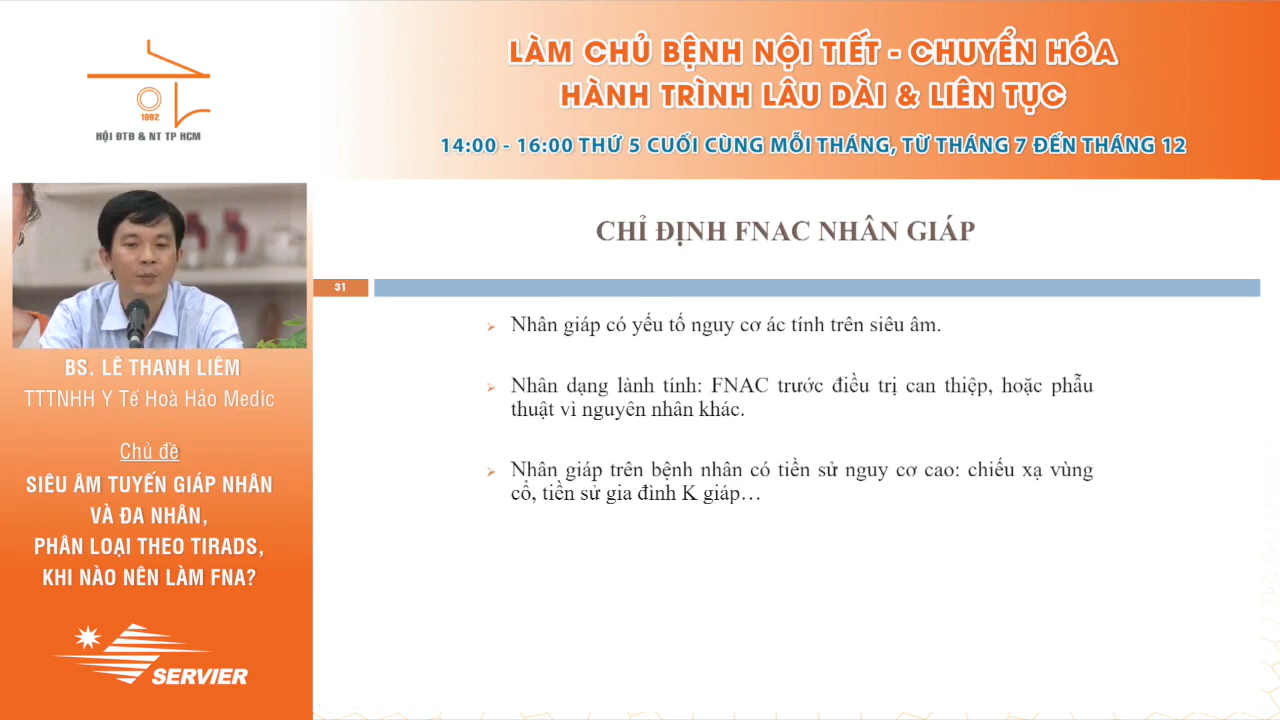 LÀM CHỦ BỆNH NỘI TIẾT - CHUYỂN HÓA
HÀNH TRÌNH LÂU DÀI & LIÊN TỤC
14:00 - 16:00 THỨ 5 CUỐI CÙNG MỖI THÁNG, TỪ THÁNG 7 ĐẾN THÁNG 12
1992
HỘI ĐTĐ & NT TP HCM
BS. LÊ THANH LIÊM
TTTNHH Y Tế Hoà Hảo Medic
Chủ đề
SIÊU ÂM TUYẾN GIÁP NHÂN
VÀ ĐA NHÂN,
PHÂN LOẠI THEO TIRADS,
KHI NÀO NÊN LÀM FNA?
SERVIER
CHỈ ĐỊNH FNAC NHÂN GIÁP
31
Nhân giáp có yếu tố nguy cơ ác tính trên siêu âm.
Nhân dạng lành tính: FNAC trước điều trị can thiệp, hoặc phẫu
thuật vì nguyên nhân khác.
Nhân giáp trên bệnh nhân có tiền sử nguy cơ cao: chiếu xạ vùng
cổ, tiền sử gia đình K giáp…